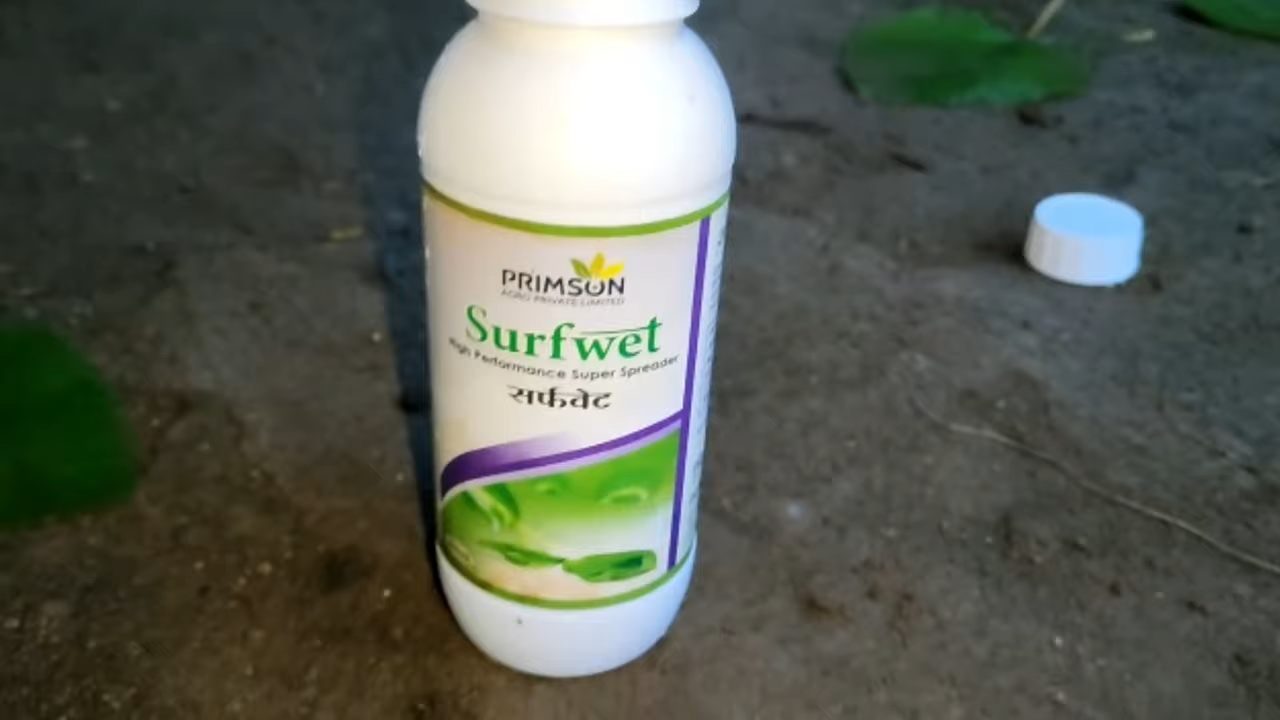 PRIMSON
AGRO PRIVATE LIMITED
Surfwet
High Performance Super Spreader
सर्फवेट